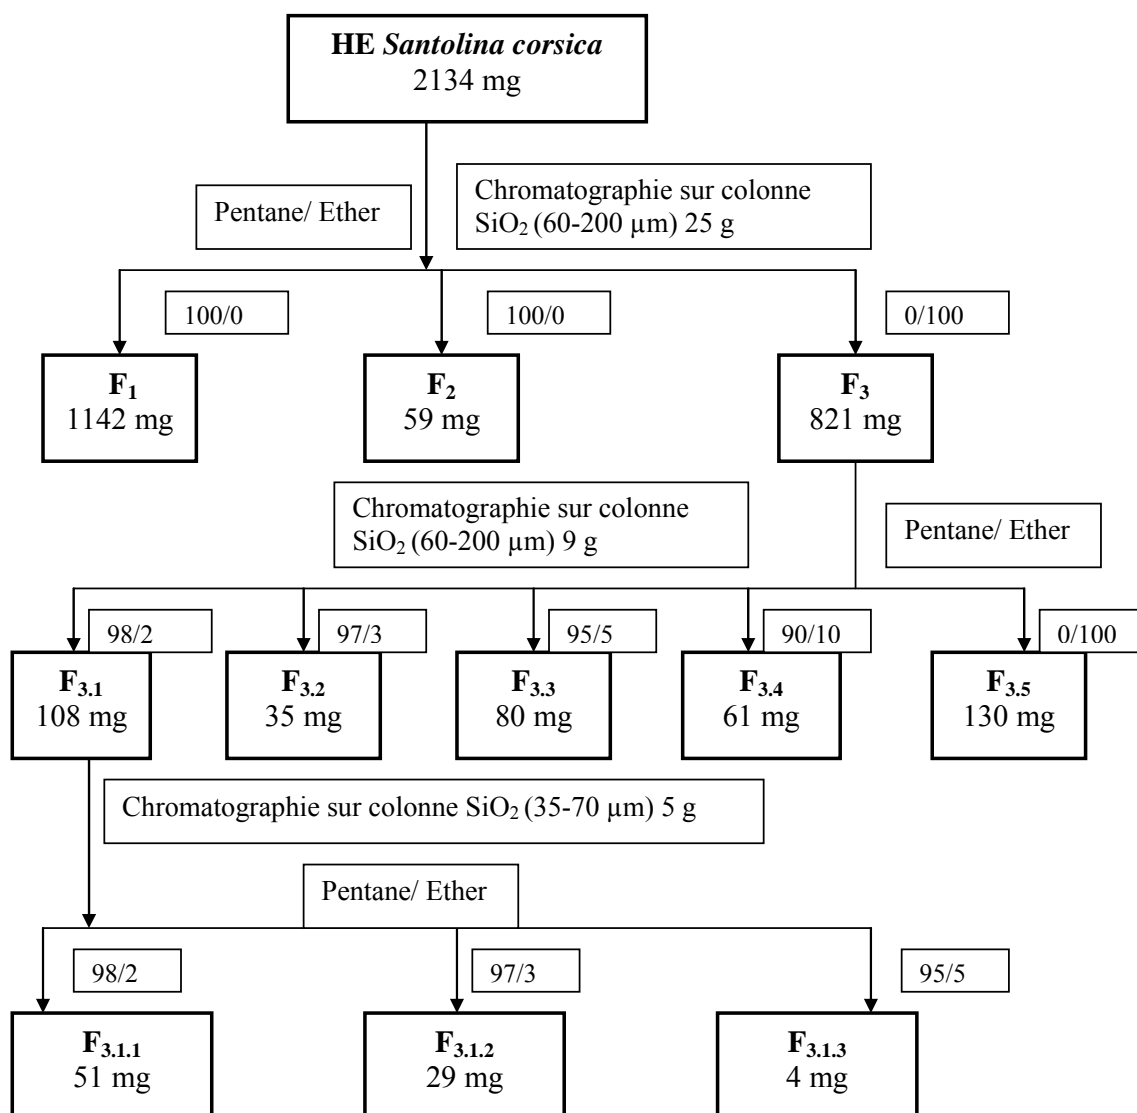 HE Santolina corsica
2134 mg
Pentane/ Ether
Chromatographie sur colonne
SiO₂ (60-200 µm) 25 g
100/0
100/0
0/100
F₁
1142 mg
F₂
59 mg
F₃
821 mg
Chromatographie sur colonne
SiO₂ (60-200 µm) 9 g
Pentane/ Ether
98/2
97/3
95/5
90/10
0/100
F₃.₁
108 mg
F₃.₂
35 mg
F₃.₃
80 mg
F₃.₄
61 mg
F₃.₅
130 mg
Chromatographie sur colonne SiO₂ (35-70 µm) 5 g
Pentane/ Ether
98/2
97/3
95/5
F₃.₁.₁
51 mg
F₃.₁.₂
29 mg
F₃.₁.₃
4 mg